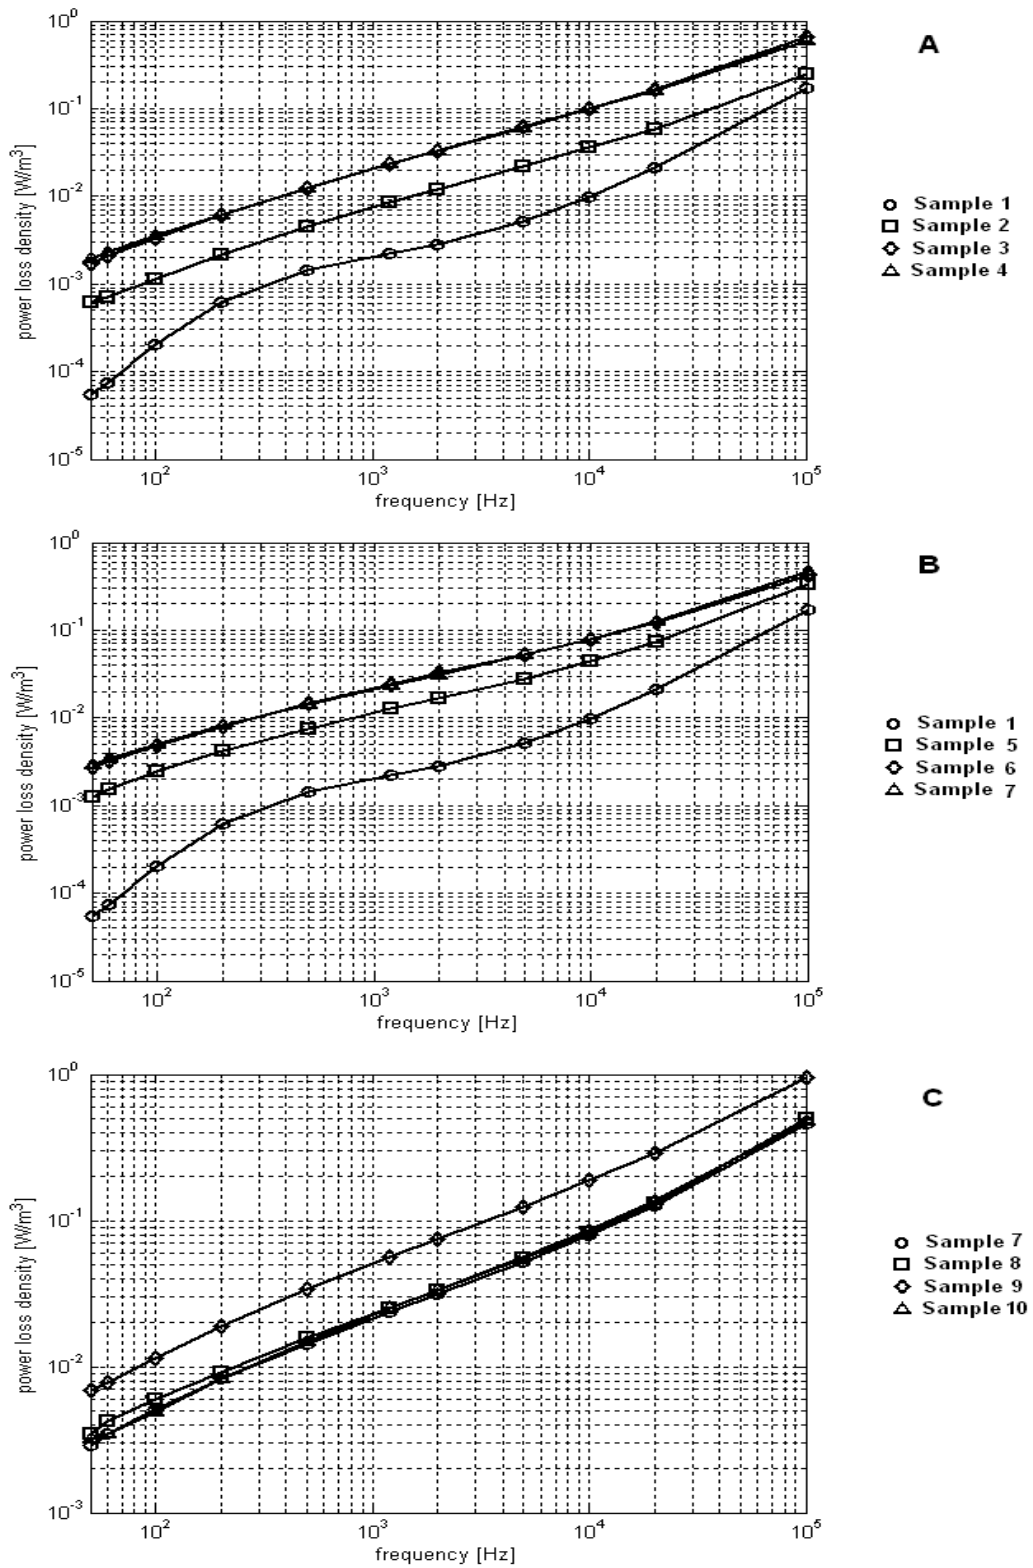 A
10^0
10^-1
10^-2
10^-3
10^-4
10^-5
power loss density [W/m^3]
10^2
10^3
10^4
10^5
frequency [Hz]
Sample 1
Sample 2
Sample 3
Sample 4
B
10^0
10^-1
10^-2
10^-3
10^-4
10^-5
power loss density [W/m^3]
10^2
10^3
10^4
10^5
frequency [Hz]
Sample 1
Sample 5
Sample 6
Sample 7
C
10^0
10^-1
10^-2
10^-3
power loss density [W/m^3]
10^2
10^3
10^4
10^5
frequency [Hz]
Sample 7
Sample 8
Sample 9
Sample 10